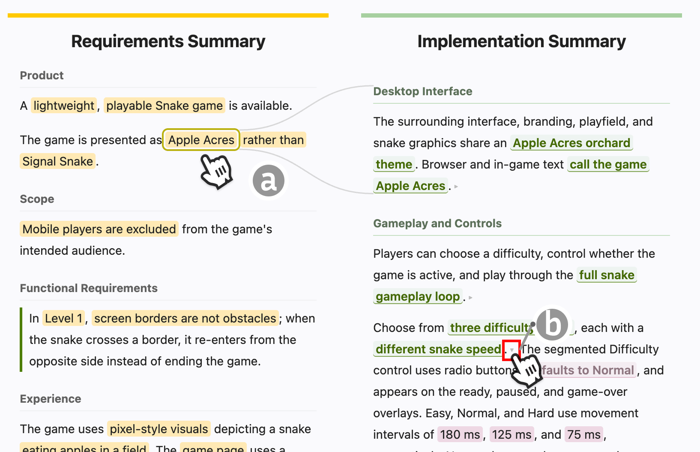 Requirements Summary
Product
A lightweight, playable Snake game is available.
The game is presented as Apple Acres rather than
Signal Snake.
a
Scope
Mobile players are excluded from the game's
intended audience.
Functional Requirements
In Level 1, screen borders are not obstacles; when
the snake crosses a border, it re-enters from the
opposite side instead of ending the game.
Experience
The game uses pixel-style visuals depicting a snake
eating apples in a field. The game page uses a
Implementation Summary
Desktop Interface
The surrounding interface, branding, playfield, and
snake graphics share an Apple Acres orchard
theme. Browser and in-game text call the game
Apple Acres.
Gameplay and Controls
Players can choose a difficulty, control whether the
game is active, and play through the full snake
gameplay loop.
b
Choose from three difficult, each with a
different snake speed. The segmented Difficulty
control uses radio buttons faults to Normal, and
appears on the ready, paused, and game-over
overlays. Easy, Normal, and Hard use movement
intervals of 180 ms, 125 ms, and 75 ms,